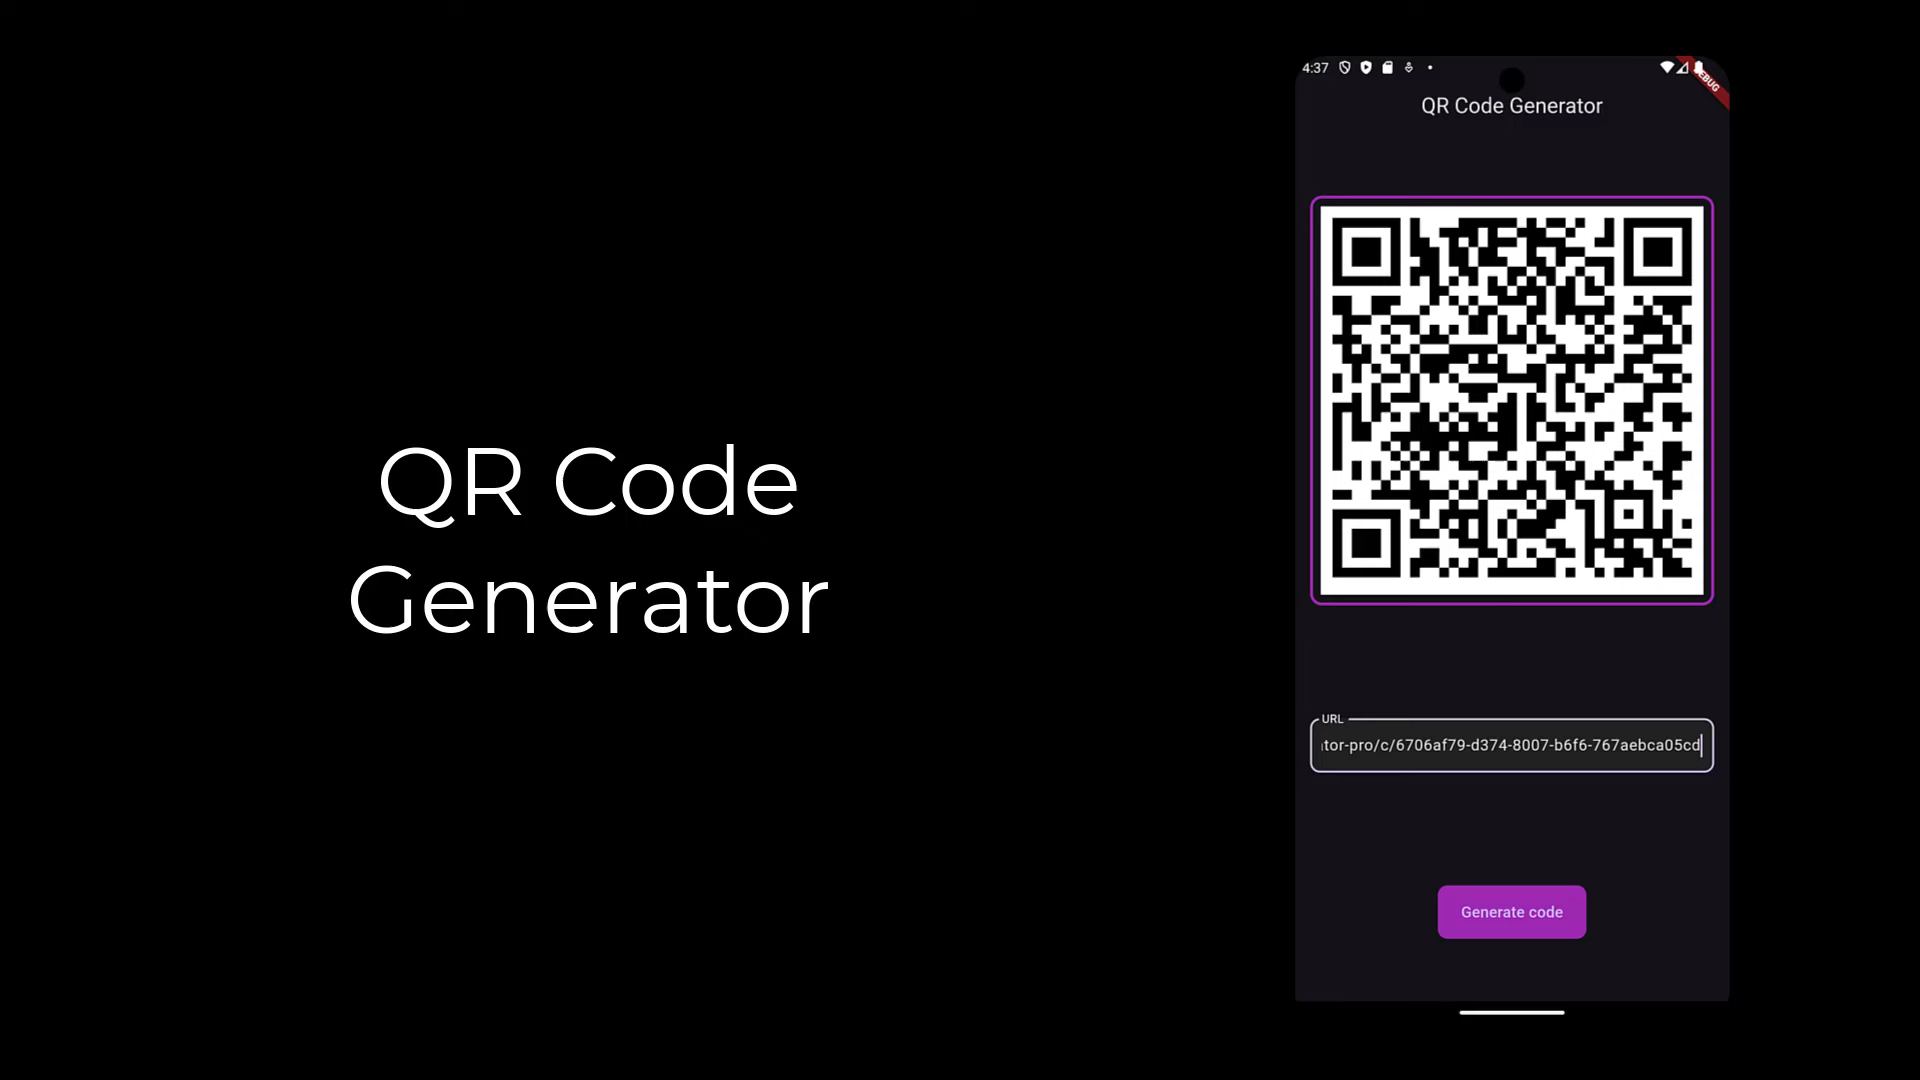 QR Code
Generator
4:37
QR Code Generator
URL
tor-pro/c/6706af79-d374-8007-b6f6-767aebca05cd
Generate code